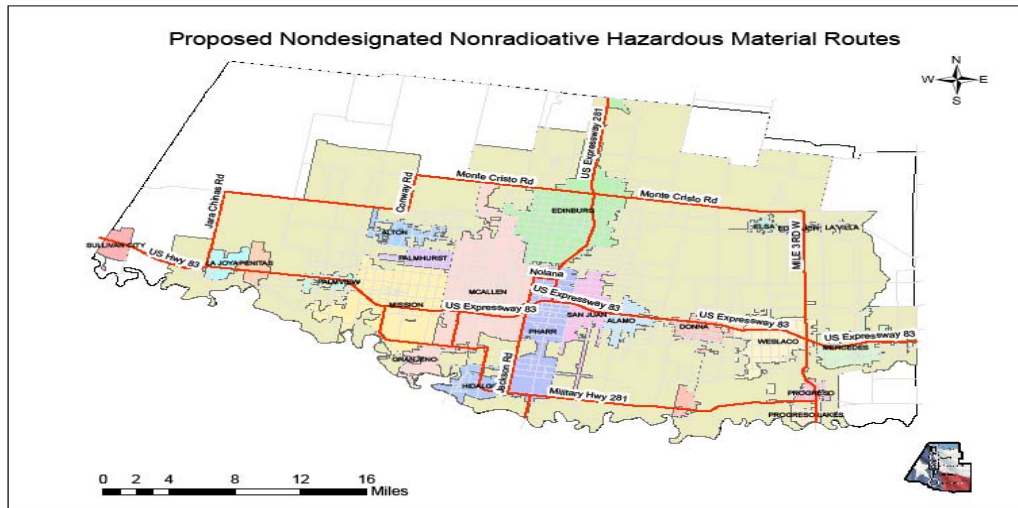 Proposed Nondesignated Nonradioative Hazardous Material Routes
N
W E
S
US Expressway 281
Monte Cristo Rd
Monte Cristo Rd
Conway Rd
Jara Chinas Rd
EDINBURG
MILE 3RD W
ELSA
LA VILLA
ALTON
SULLIVAN CITY
US Hwy 83
LA JOYA
PENITAS
PALMHURST
PALMVIEW
Nolana
MCALLEN
MISSION
US Expressway 83
US Expressway 83
US Expressway 83
SAN JUAN
ALAMO
PHARR
DONNA
US Expressway 83
WESLACO
MERCEDES
GRANJENO
HIDALGO
Jackson Rd
Military Hwy 281
PROGRESO
PROGRESO LAKES
0 2 4 8 12 16
Miles